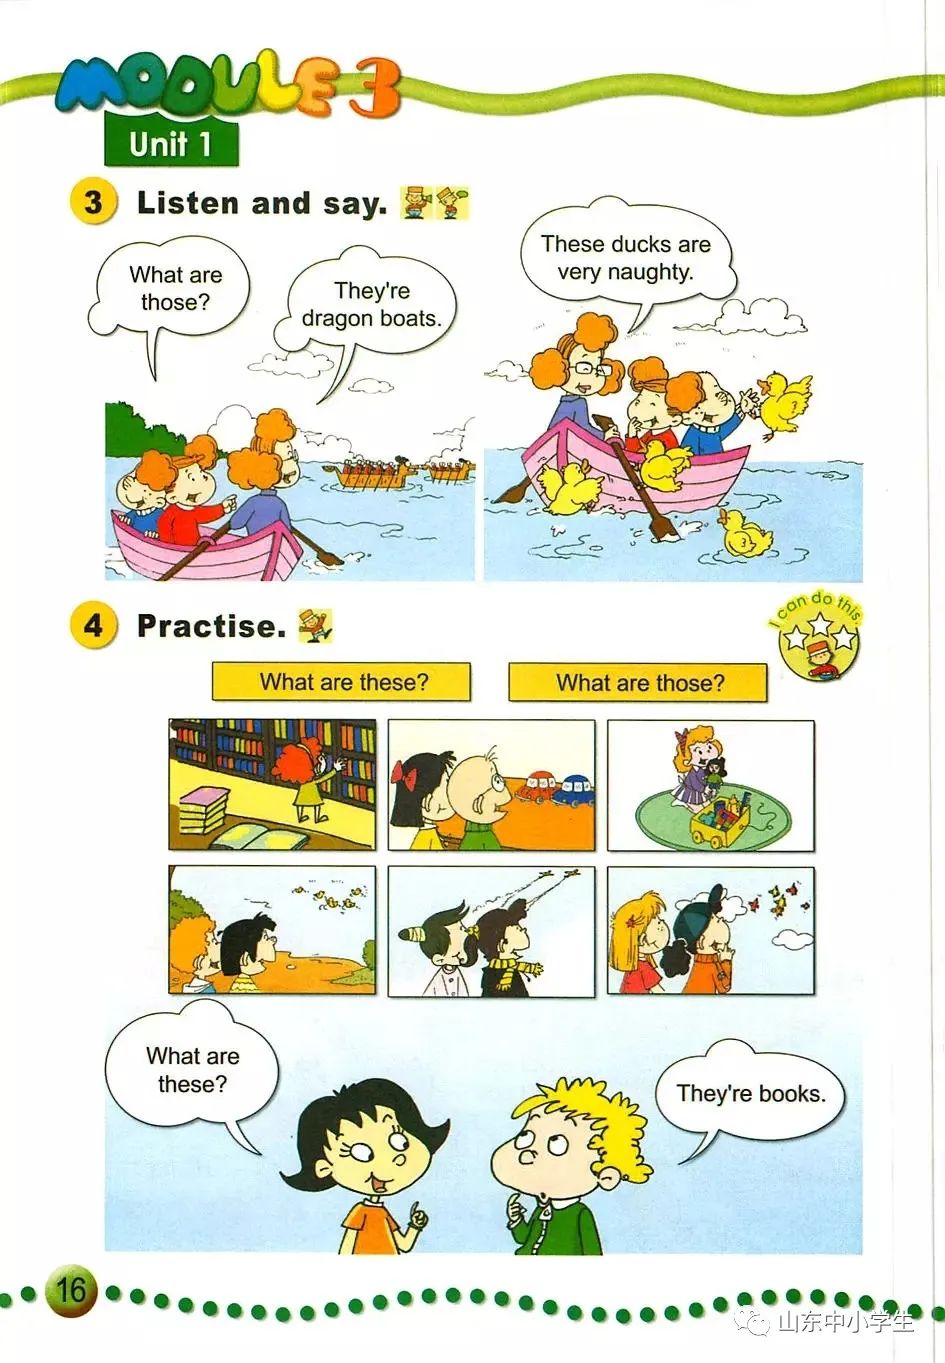 MODULE 3
Unit 1
3 Listen and say.
What are
those?
They're
dragon boats.
These ducks are
very naughty.
4 Practise.
I can do this.
What are these?
What are those?
What are
these?
They're books.
16
山东中小学生